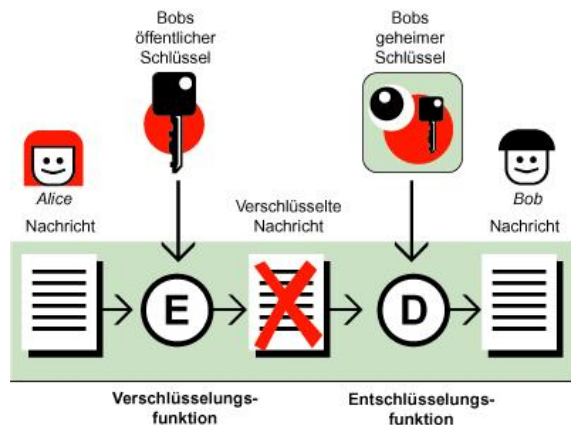 Bobs
öffentlicher
Schlüssel
Bobs
geheimer
Schlüssel
Alice
Nachricht
Verschlüsselte
Nachricht
Bob
Nachricht
E
D
Verschlüsselungs-
funktion
Entschlüsselungs-
funktion